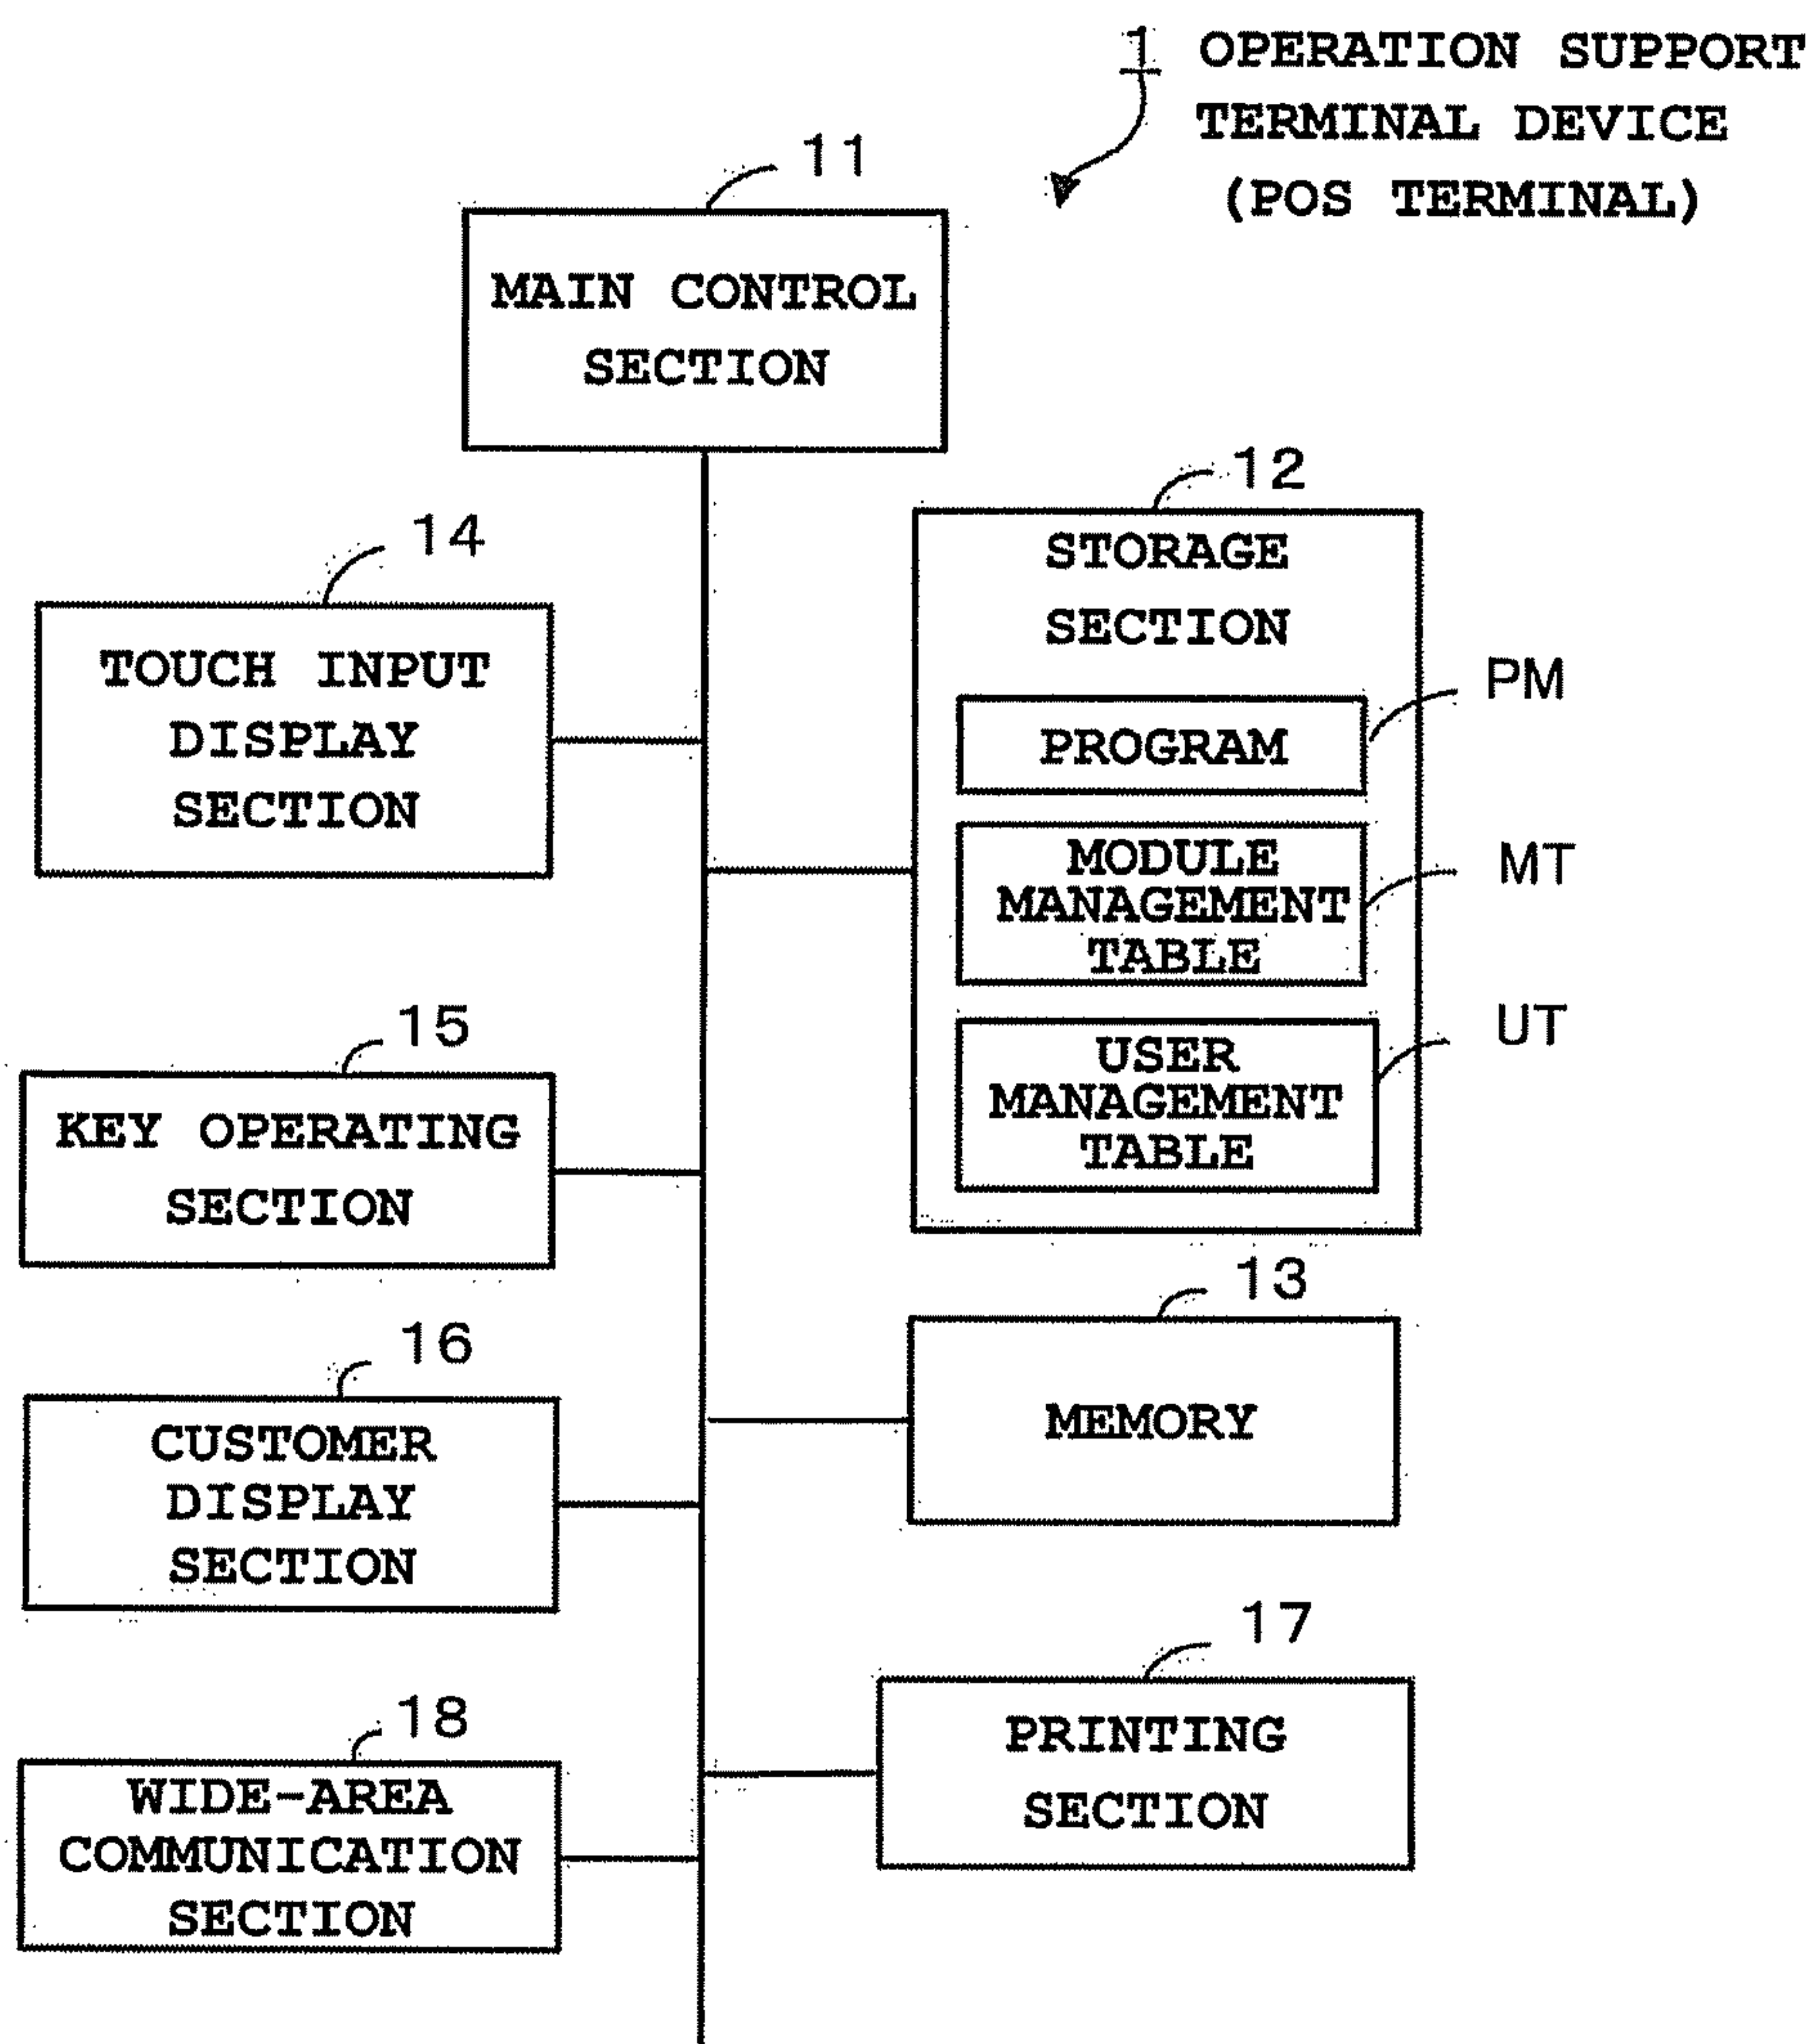 1 OPERATION SUPPORT
TERMINAL DEVICE
(POS TERMINAL)
11
MAIN CONTROL
SECTION
12
STORAGE
SECTION
PROGRAM
PM
MODULE
MANAGEMENT
TABLE
MT
USER
MANAGEMENT
TABLE
UT
14
TOUCH INPUT
DISPLAY
SECTION
15
KEY OPERATING
SECTION
13
MEMORY
16
CUSTOMER
DISPLAY
SECTION
17
PRINTING
SECTION
18
WIDE-AREA
COMMUNICATION
SECTION